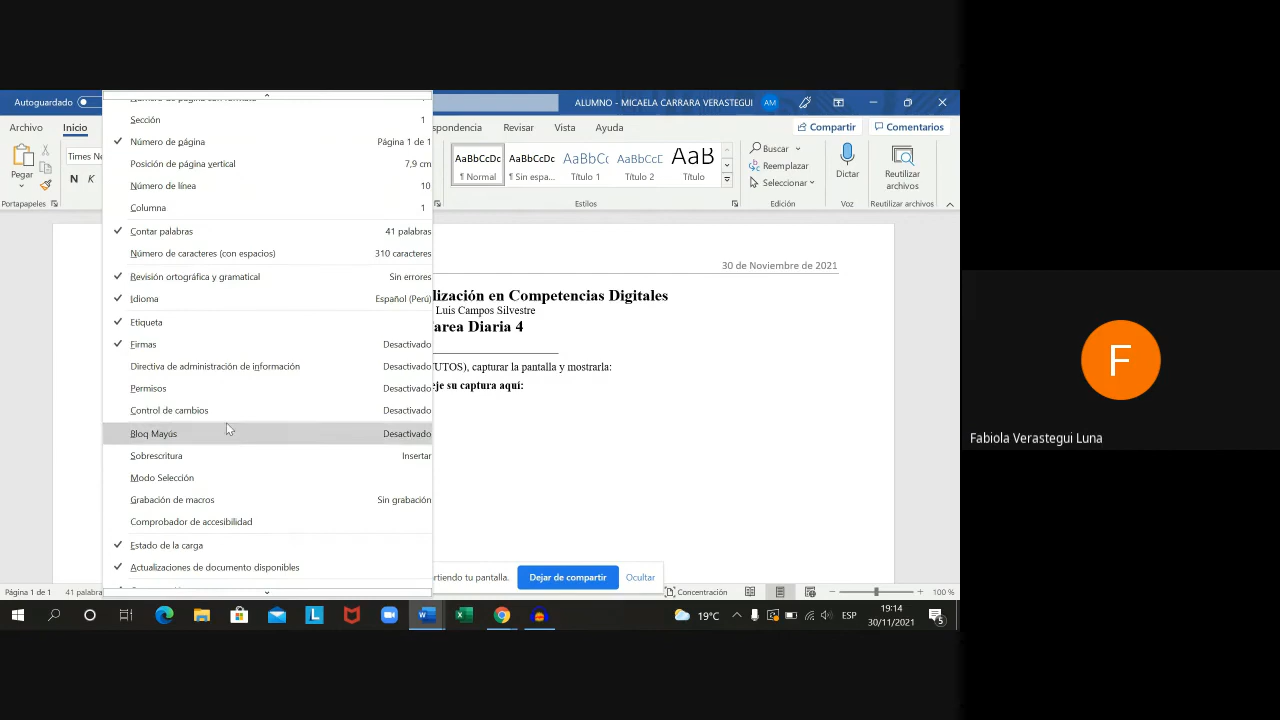 Autoguardado
ALUMNO - MICAELA CARRARA VERASTEGUI AM
Archivo Inicio
spondencia Revisar Vista Ayuda
Compartir Comentarios
Pegar
Times Ne
N K
Portapapeles
AaBbCcDc AaBbCcDc AaBbC( AaBbCcD AaB
¶ Normal ¶ Sin espa... Título 1 Título 2 Título
Estilos
Buscar
Reemplazar
Seleccionar
Edición
Dictar
Voz
Reutilizar archivos
Reutilizar archivos
Sección 1
Número de página Página 1 de 1
Posición de página vertical 7,9 cm
Número de línea 10
Columna 1
Contar palabras 41 palabras
Número de caracteres (con espacios) 310 caracteres
Revisión ortográfica y gramatical Sin errores
Idioma Español (Perú)
Etiqueta
Firmas Desactivado
Directiva de administración de información Desactivado
Permisos Desactivado
Control de cambios Desactivado
Bloq Mayús Desactivado
Sobrescritura Insertar
Modo Selección
Grabación de macros Sin grabación
Comprobador de accesibilidad
Estado de la carga
Actualizaciones de documento disponibles
30 de Noviembre de 2021
lización en Competencias Digitales
Luis Campos Silvestre
area Diaria 4
UTOS), capturar la pantalla y mostrarla:
eje su captura aquí:
rtiendo tu pantalla. Dejar de compartir Ocultar
Página 1 de 1 41 palabra
Concentración 100 %
19°C ESP
19:14
30/11/2021
5
F
Fabiola Verastegui Luna